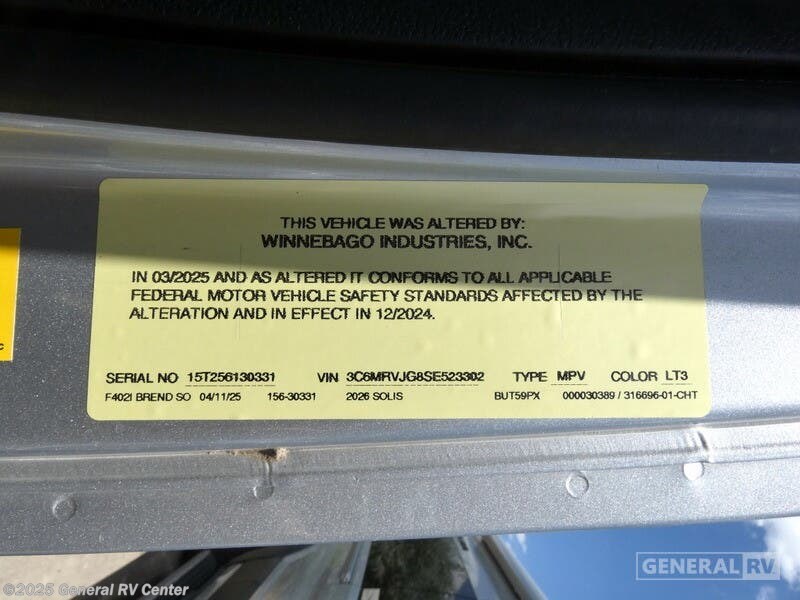 THIS VEHICLE WAS ALTERED BY:
WINNEBAGO INDUSTRIES, INC.
IN 03/2025 AND AS ALTERED IT CONFORMS TO ALL APPLICABLE
FEDERAL MOTOR VEHICLE SAFETY STANDARDS AFFECTED BY THE
ALTERATION AND IN EFFECT IN 12/2024.
SERIAL NO 15T256130331 VIN 3C6MRVJG8SE523302 TYPE MPV COLOR LT3
F402I BREND SO 04/11/25 156-30331 2026 SOLIS BUT59PX 000030389 / 316696-01-CHT
GENERAL RV
©2025 General RV Center